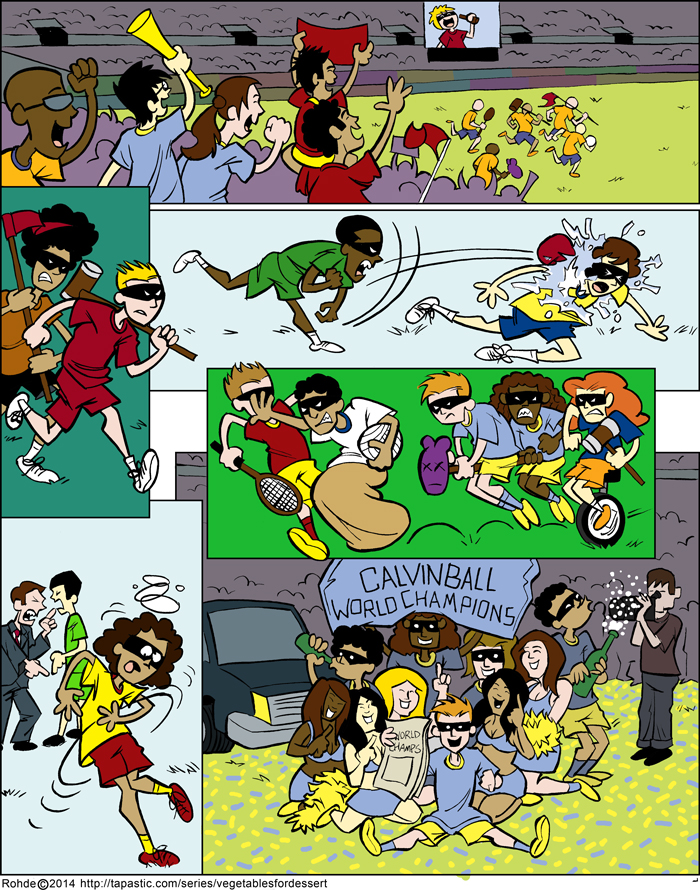 CALVINBALL
WORLD CHAMPIONS
WORLD
CHAMPS
Rohde©2014 http://tapastic.com/series/vegetablesfordessert